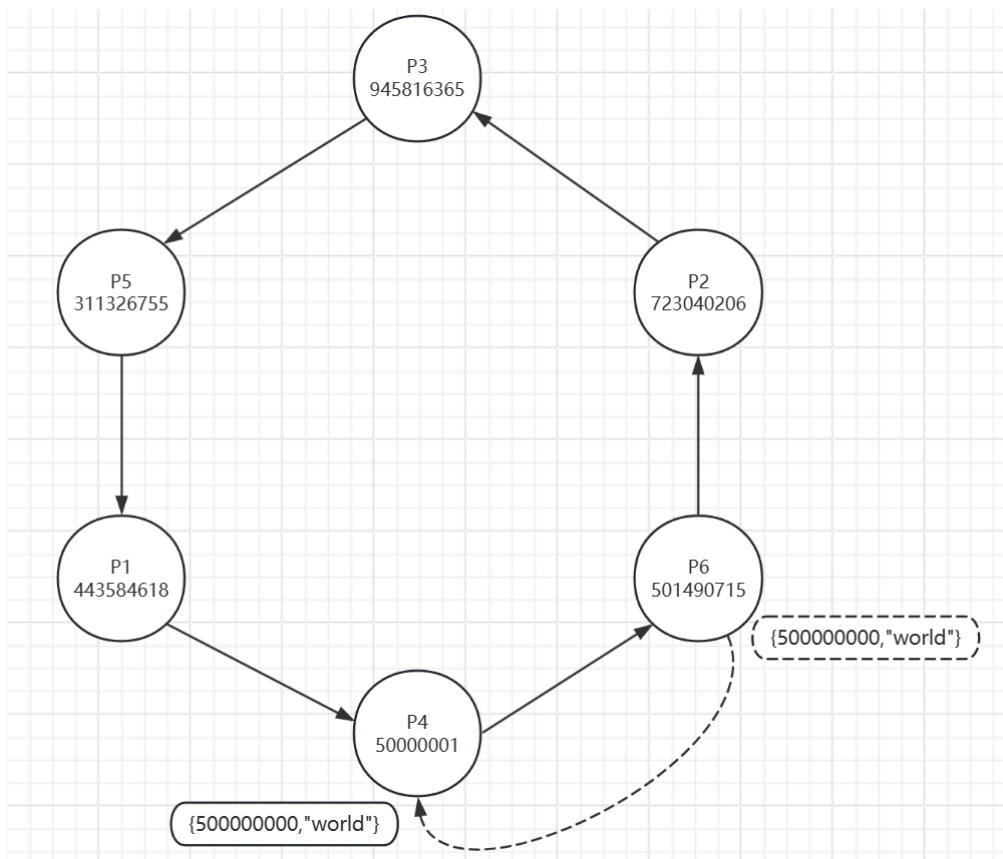 P3
945816365
P5
311326755
P2
723040206
P1
443584618
P6
501490715
{500000000,"world"}
P4
50000001
{500000000,"world"}